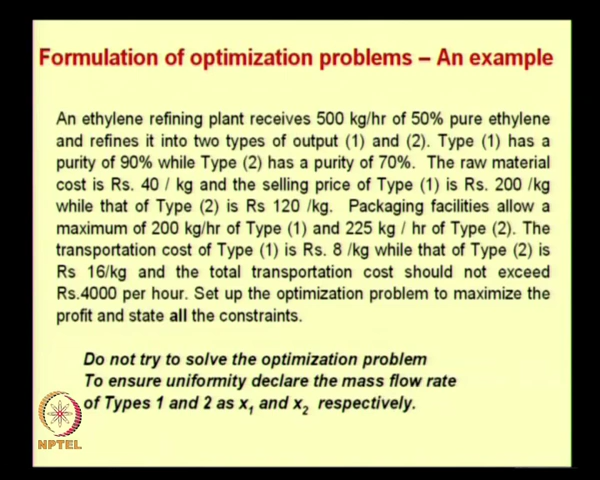 Formulation of optimization problems – An example
An ethylene refining plant receives 500 kg/hr of 50% pure ethylene
and refines it into two types of output (1) and (2). Type (1) has a
purity of 90% while Type (2) has a purity of 70%. The raw material
cost is Rs. 40 / kg and the selling price of Type (1) is Rs. 200 /kg
while that of Type (2) is Rs 120 /kg. Packaging facilities allow a
maximum of 200 kg/hr of Type (1) and 225 kg / hr of Type (2). The
transportation cost of Type (1) is Rs. 8 /kg while that of Type (2) is
Rs 16/kg and the total transportation cost should not exceed
Rs.4000 per hour. Set up the optimization problem to maximize the
profit and state all the constraints.
Do not try to solve the optimization problem
To ensure uniformity declare the mass flow rate
of Types 1 and 2 as x1 and x2 respectively.
NPTEL